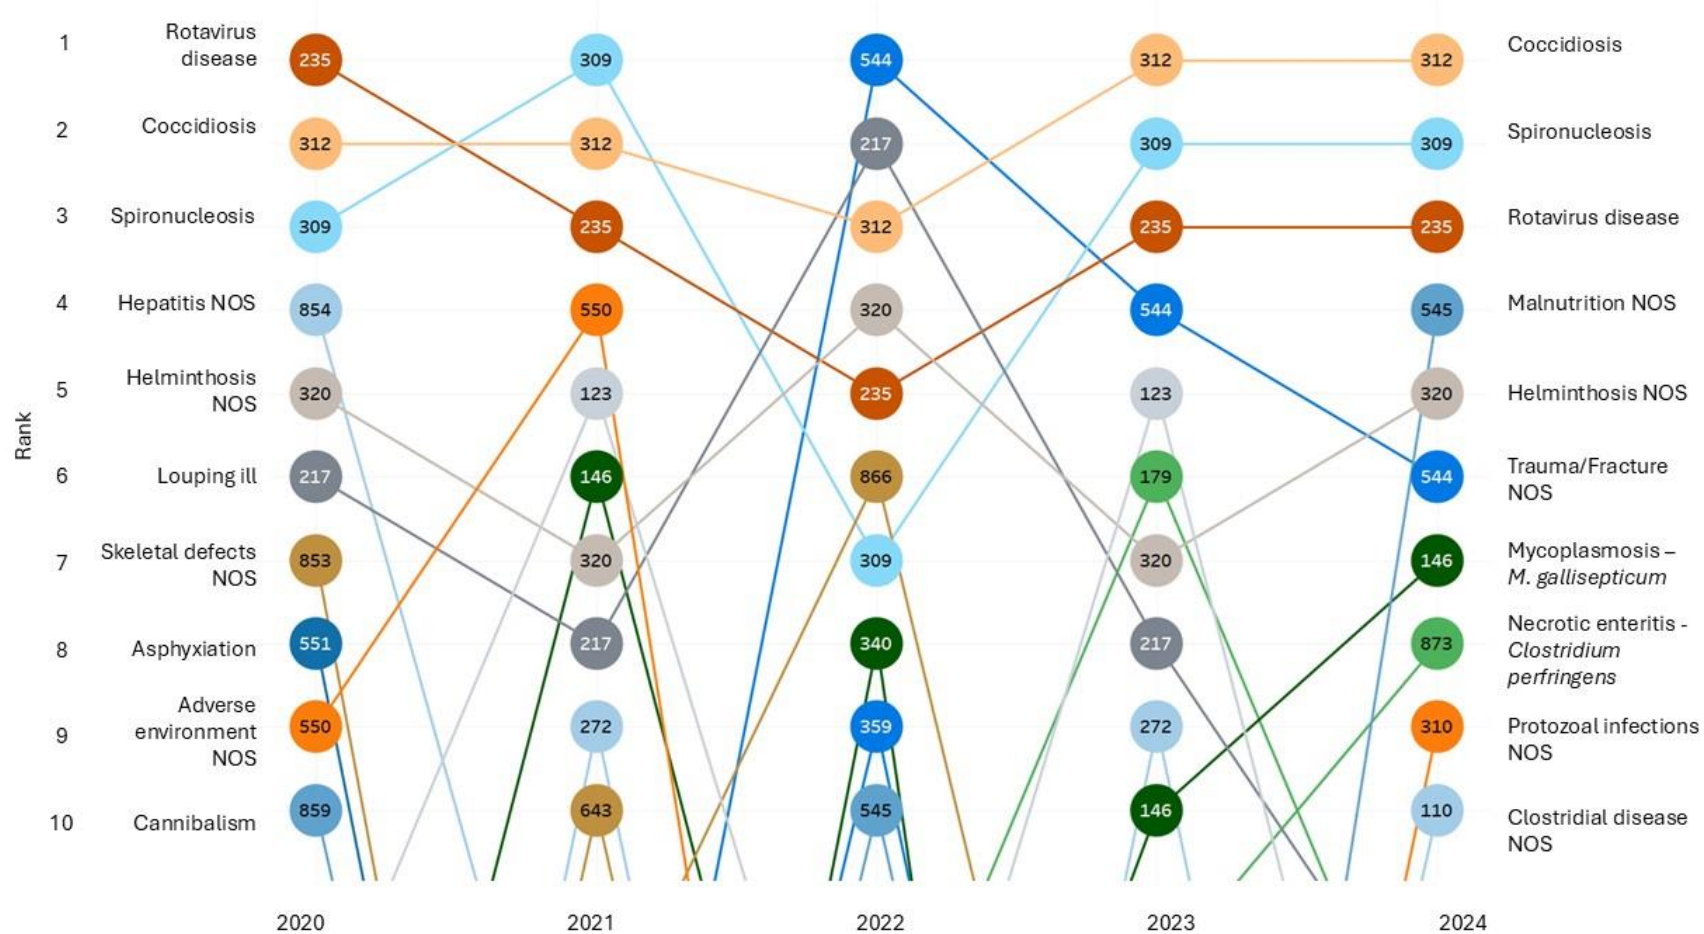 Rank
1
2
3
4
5
6
7
8
9
10
Rotavirus
disease
Coccidiosis
Spironucleosis
Hepatitis NOS
Helminthosis
NOS
Louping ill
Skeletal defects
NOS
Asphyxiation
Adverse
environment
NOS
Cannibalism
235
312
309
854
320
217
853
551
550
859
309
312
235
550
123
146
320
217
272
643
544
217
312
320
235
866
309
340
359
545
312
309
235
544
123
179
320
217
272
146
312
309
235
545
320
544
146
873
310
110
Coccidiosis
Spironucleosis
Rotavirus disease
Malnutrition NOS
Helminthosis NOS
Trauma/Fracture
NOS
Mycoplasmosis –
M. gallisepticum
Necrotic enteritis -
Clostridium
perfringens
Protozoal infections
NOS
Clostridial disease
NOS
2020
2021
2022
2023
2024